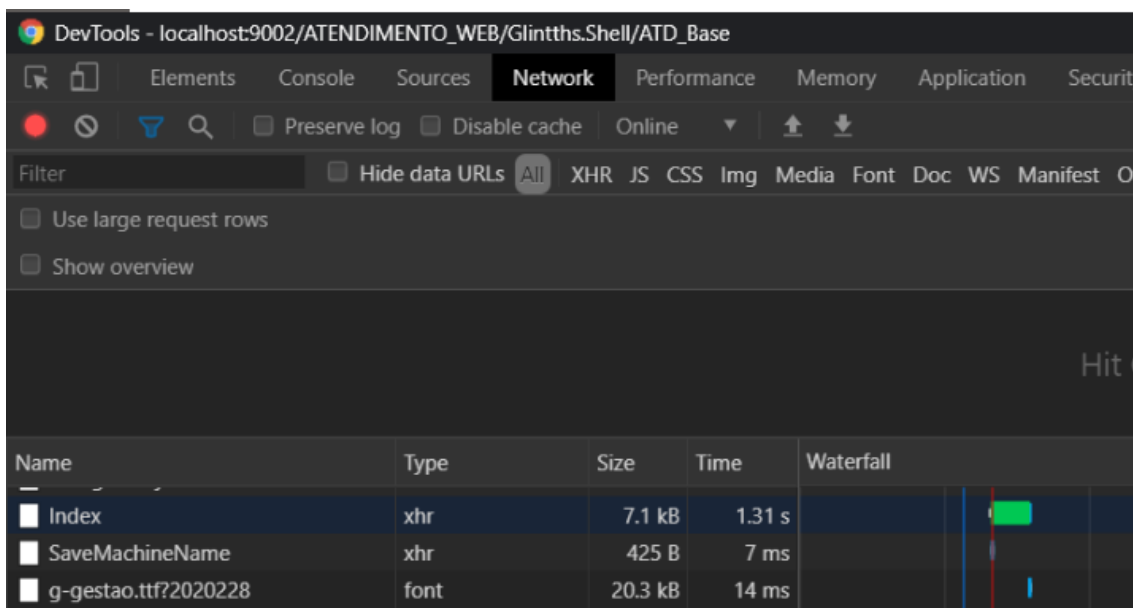 DevTools - localhost:9002/ATENDIMENTO_WEB/Glintths.Shell/ATD_Base
Elements Console Sources Network Performance Memory Application Securit
Preserve log Disable cache Online
Filter Hide data URLs All XHR JS CSS Img Media Font Doc WS Manifest O
Use large request rows
Show overview
Hit
Name Type Size Time Waterfall
Index xhr 7.1 kB 1.31 s
SaveMachineName xhr 425 B 7 ms
g-gestao.ttf?2020228 font 20.3 kB 14 ms